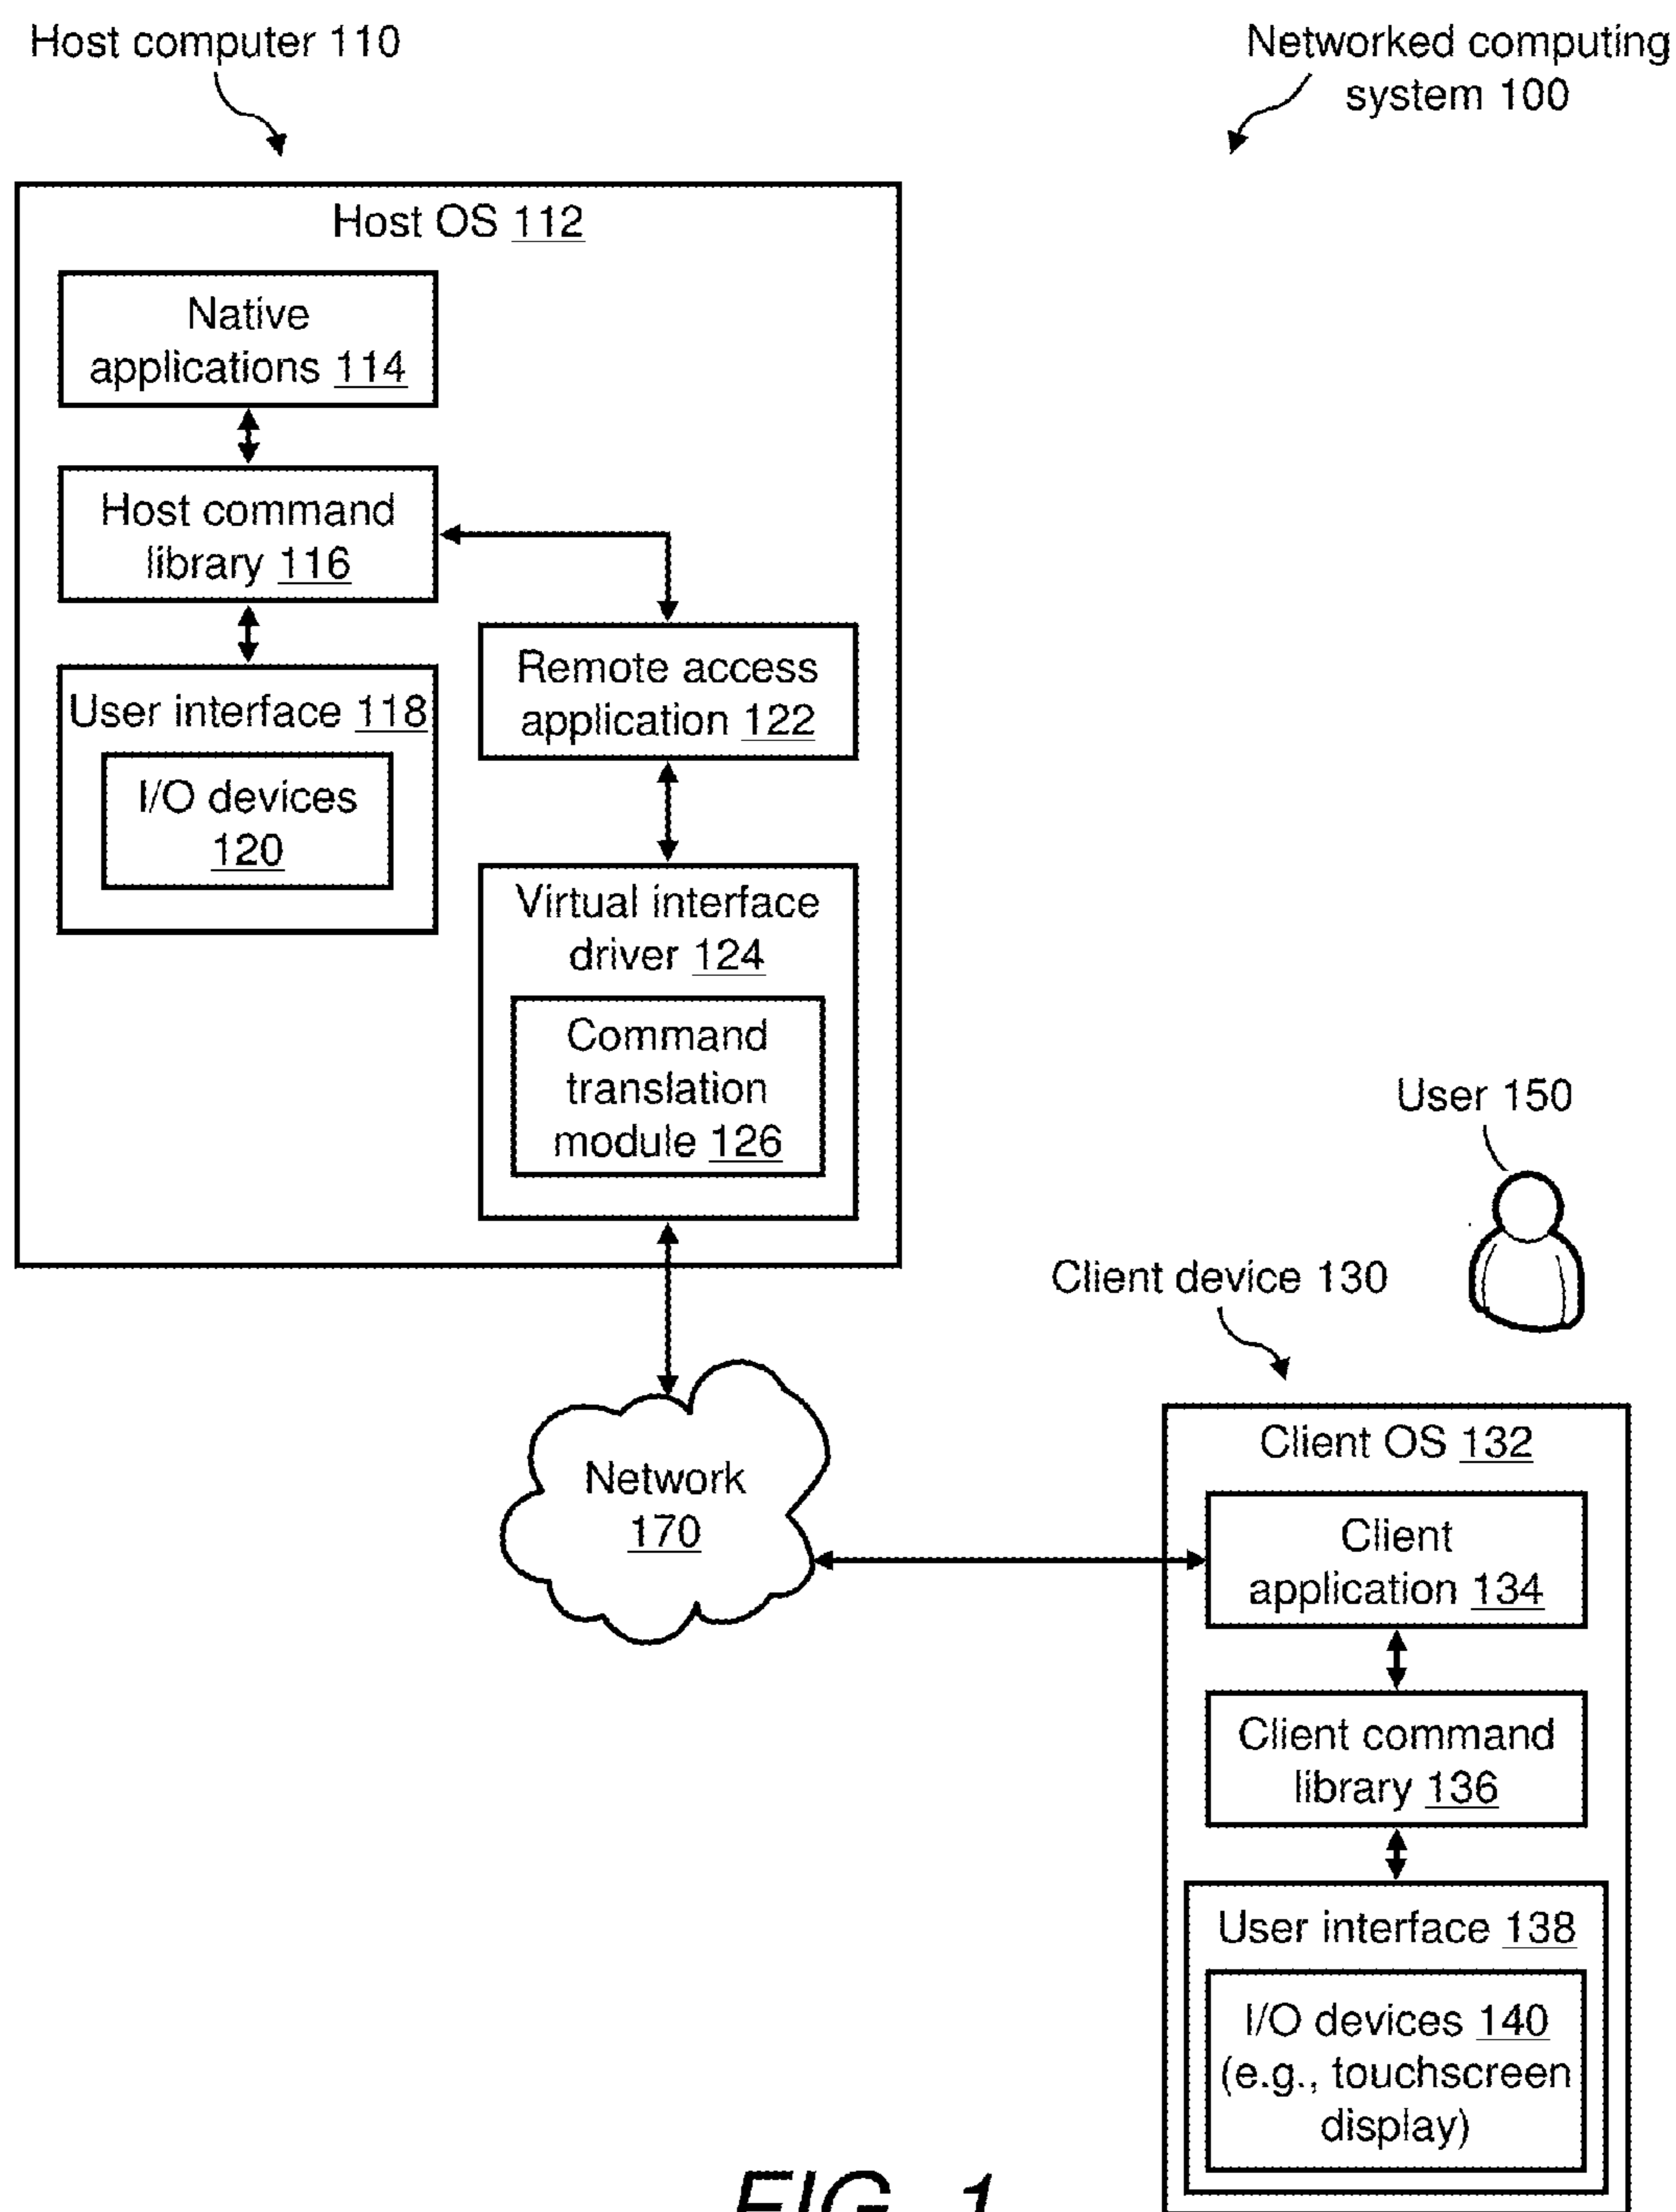 Host computer 110
Networked computing
system 100
Host OS 112
Native
applications 114
Host command
library 116
User interface 118
I/O devices
120
Remote access
application 122
Virtual interface
driver 124
Command
translation
module 126
User 150
Client device 130
Network
170
Client OS 132
Client
application 134
Client command
library 136
User interface 138
I/O devices 140
(e.g., touchscreen
display)
FIG. 1